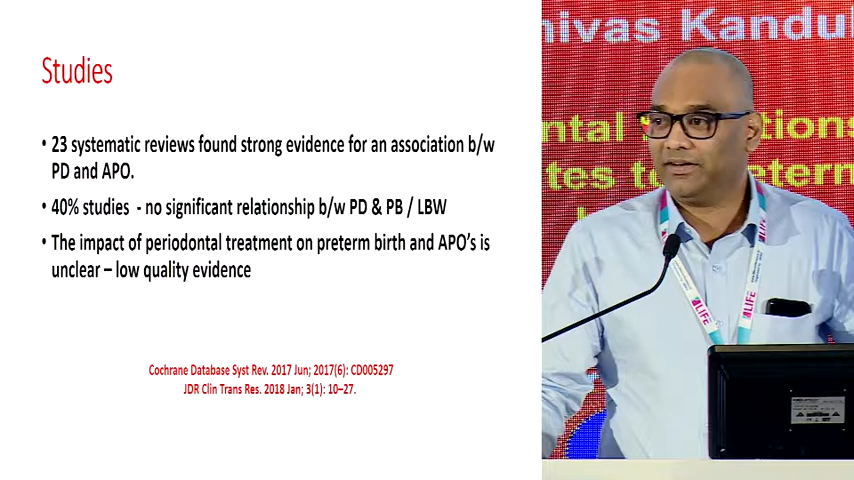 Studies
• 23 systematic reviews found strong evidence for an association b/w
PD and APO.
• 40% studies - no significant relationship b/w PD & PB / LBW
• The impact of periodontal treatment on preterm birth and APO's is
unclear – low quality evidence
Cochrane Database Syst Rev. 2017 Jun; 2017(6): CD005297
JDR Clin Trans Res. 2018 Jan; 3(1): 10–27.
nivas Kandul
ntal
tions
tes to
eterm
LIFE
LIFE